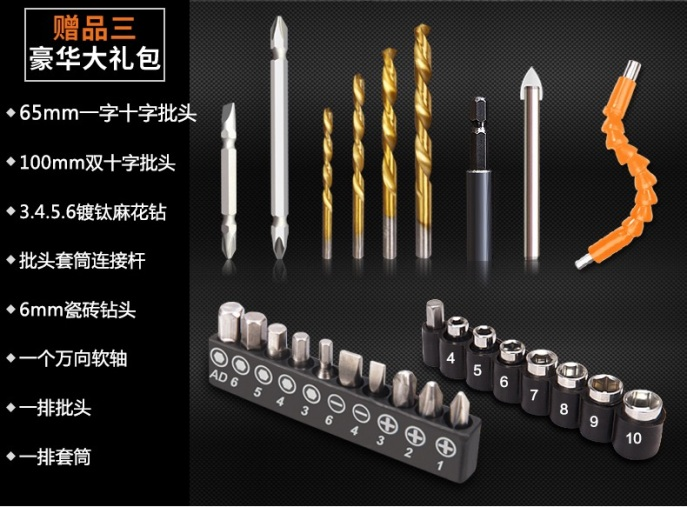 赠品三
豪华大礼包
65mm一字十字批头
100mm双十字批头
3.4.5.6镀钛麻花钻
批头套筒连接杆
6mm瓷砖钻头
一个万向软轴
一排批头
一排套筒
4 5 6 7 8 9 10
AD 6 5 4 3 6 4 3 2 1